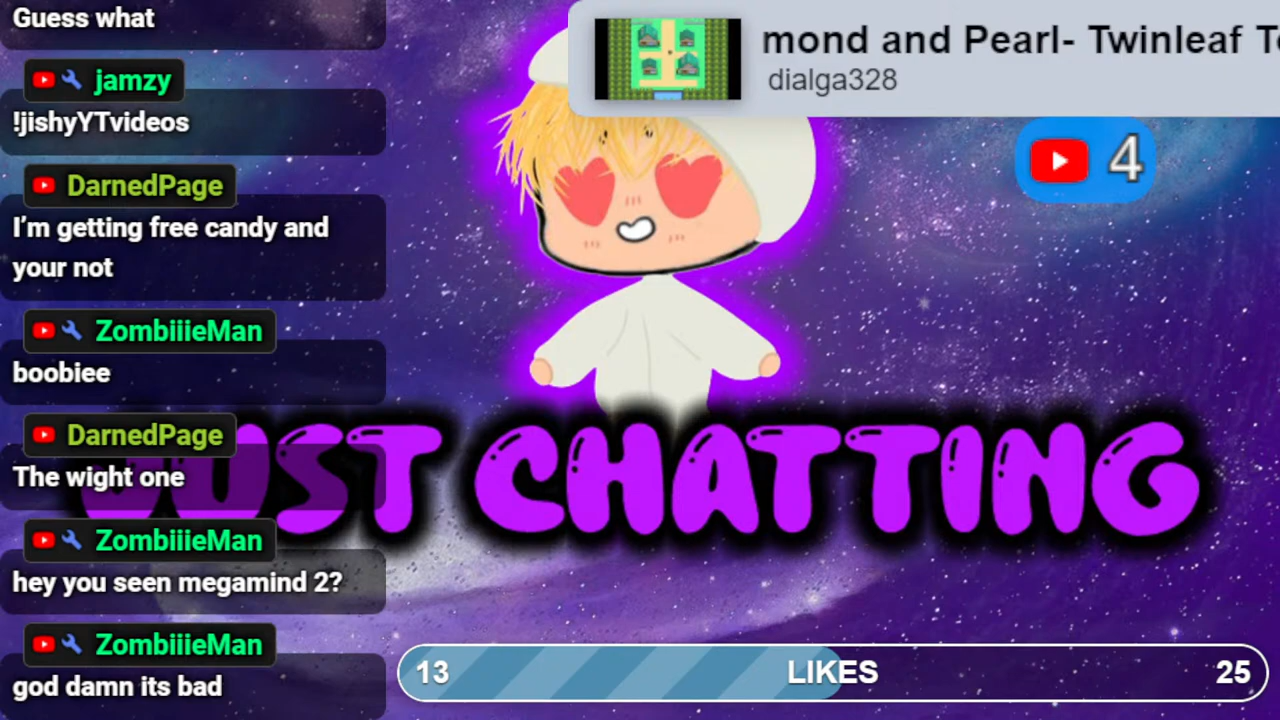 Guess what
jamzy
!jishyYTvideos
DarnedPage
I'm getting free candy and
your not
ZombiiieMan
boobiee
DarnedPage
The wight one
ZombiiieMan
hey you seen megamind 2?
ZombiiieMan
god damn its bad
mond and Pearl- Twinleaf To
dialga328
4
JUST CHATTING
13 LIKES 25